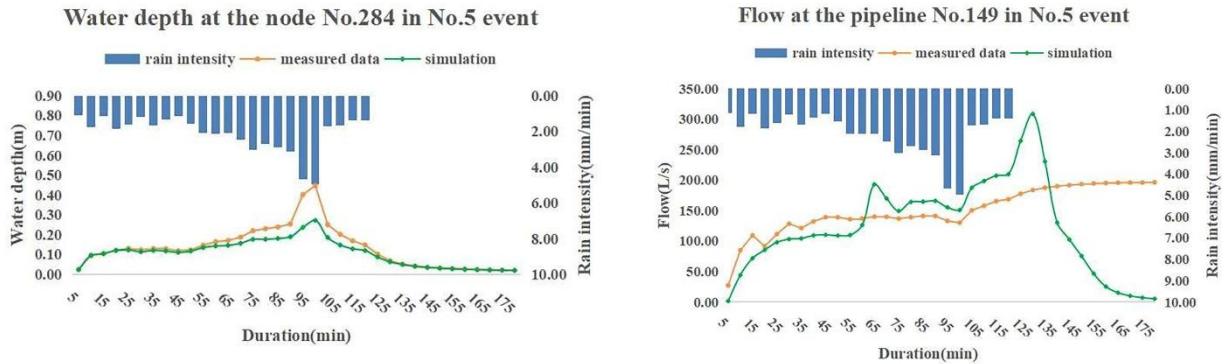 Water depth at the node No.284 in No.5 event
rain intensity measured data simulation
0.90
0.80
0.70
0.60
0.50
0.40
0.30
0.20
0.10
0.00
Water depth(m)
0.00
2.00
4.00
6.00
8.00
10.00
Rain intensity(mm/min)
5 15 25 35 45 55 65 75 85 95 105 115 125 135 145 155 165 175
Duration(min)
Flow at the pipeline No.149 in No.5 event
rain intensity measured data simulation
350.00
300.00
250.00
200.00
150.00
100.00
50.00
0.00
Flow(L/s)
0.00
1.00
2.00
3.00
4.00
5.00
6.00
7.00
8.00
9.00
10.00
Rain intensity(mm/min)
5 15 25 35 45 55 65 75 85 95 105 115 125 135 145 155 165 175
Duration(min)